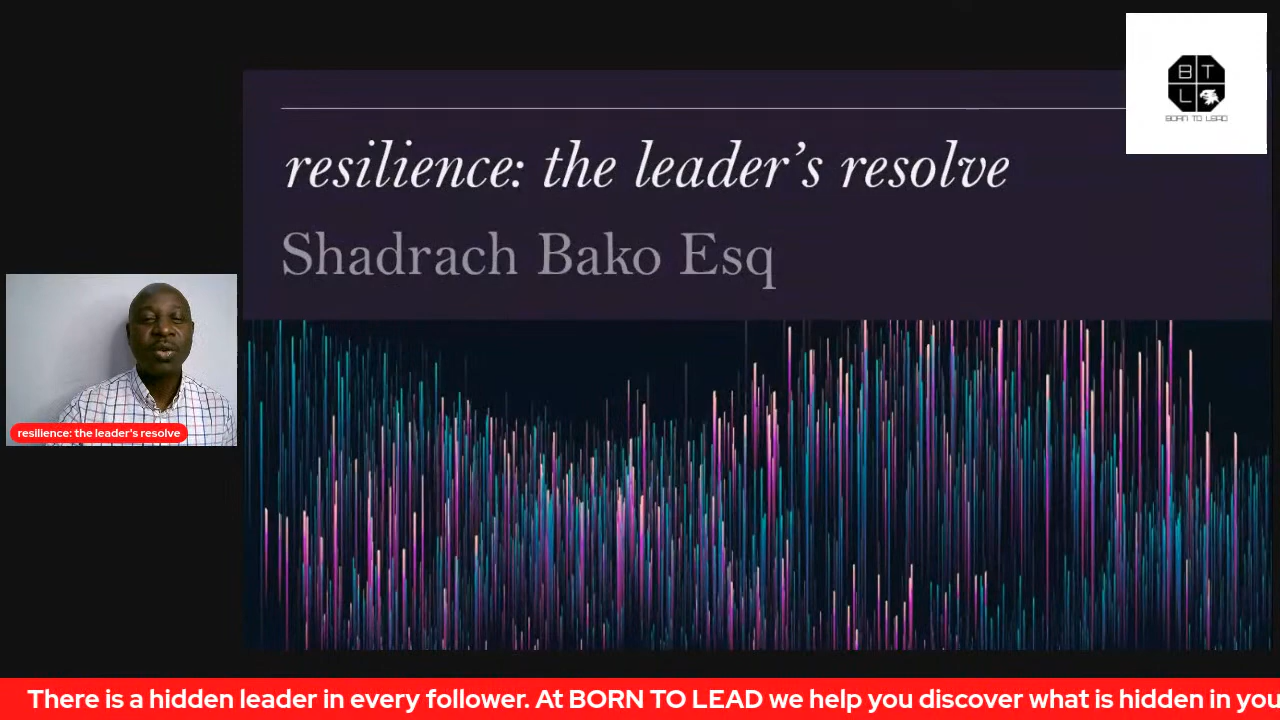 B T
L
BORN TO LEAD
resilience: the leader’s resolve
Shadrach Bako Esq
resilience: the leader's resolve
There is a hidden leader in every follower. At BORN TO LEAD we help you discover what is hidden in you